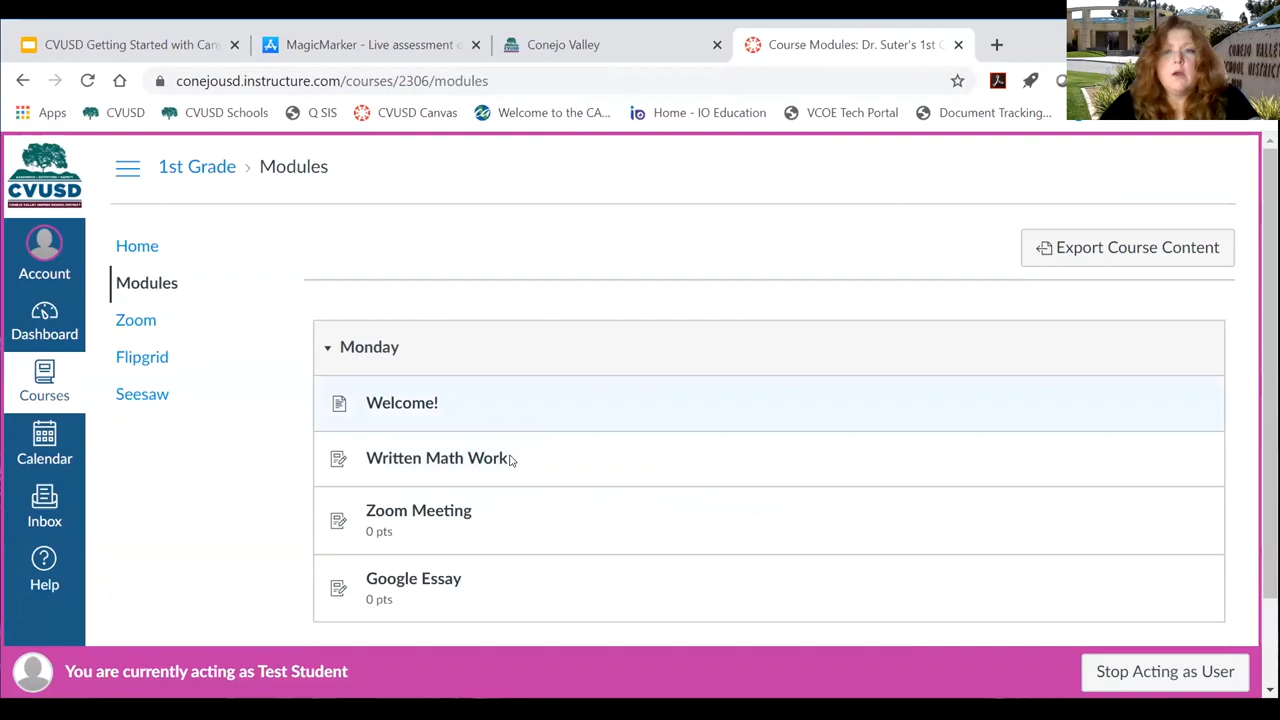 CVUSD Getting Started with Can
MagicMarker - Live assessment o
Conejo Valley
Course Modules: Dr. Suter's 1st G
conejousd.instructure.com/courses/2306/modules
Apps
CVUSD
CVUSD Schools
Q SIS
CVUSD Canvas
Welcome to the CA...
Home - IO Education
VCOE Tech Portal
Document Tracking...
CONEJO VALLEY
SCHOOL DISTRICT
CVUSD
1st Grade › Modules
Account
Dashboard
Courses
Calendar
Inbox
Help
Home
Modules
Zoom
Flipgrid
Seesaw
Export Course Content
Monday
Welcome!
Written Math Work
Zoom Meeting
0 pts
Google Essay
0 pts
You are currently acting as Test Student
Stop Acting as User